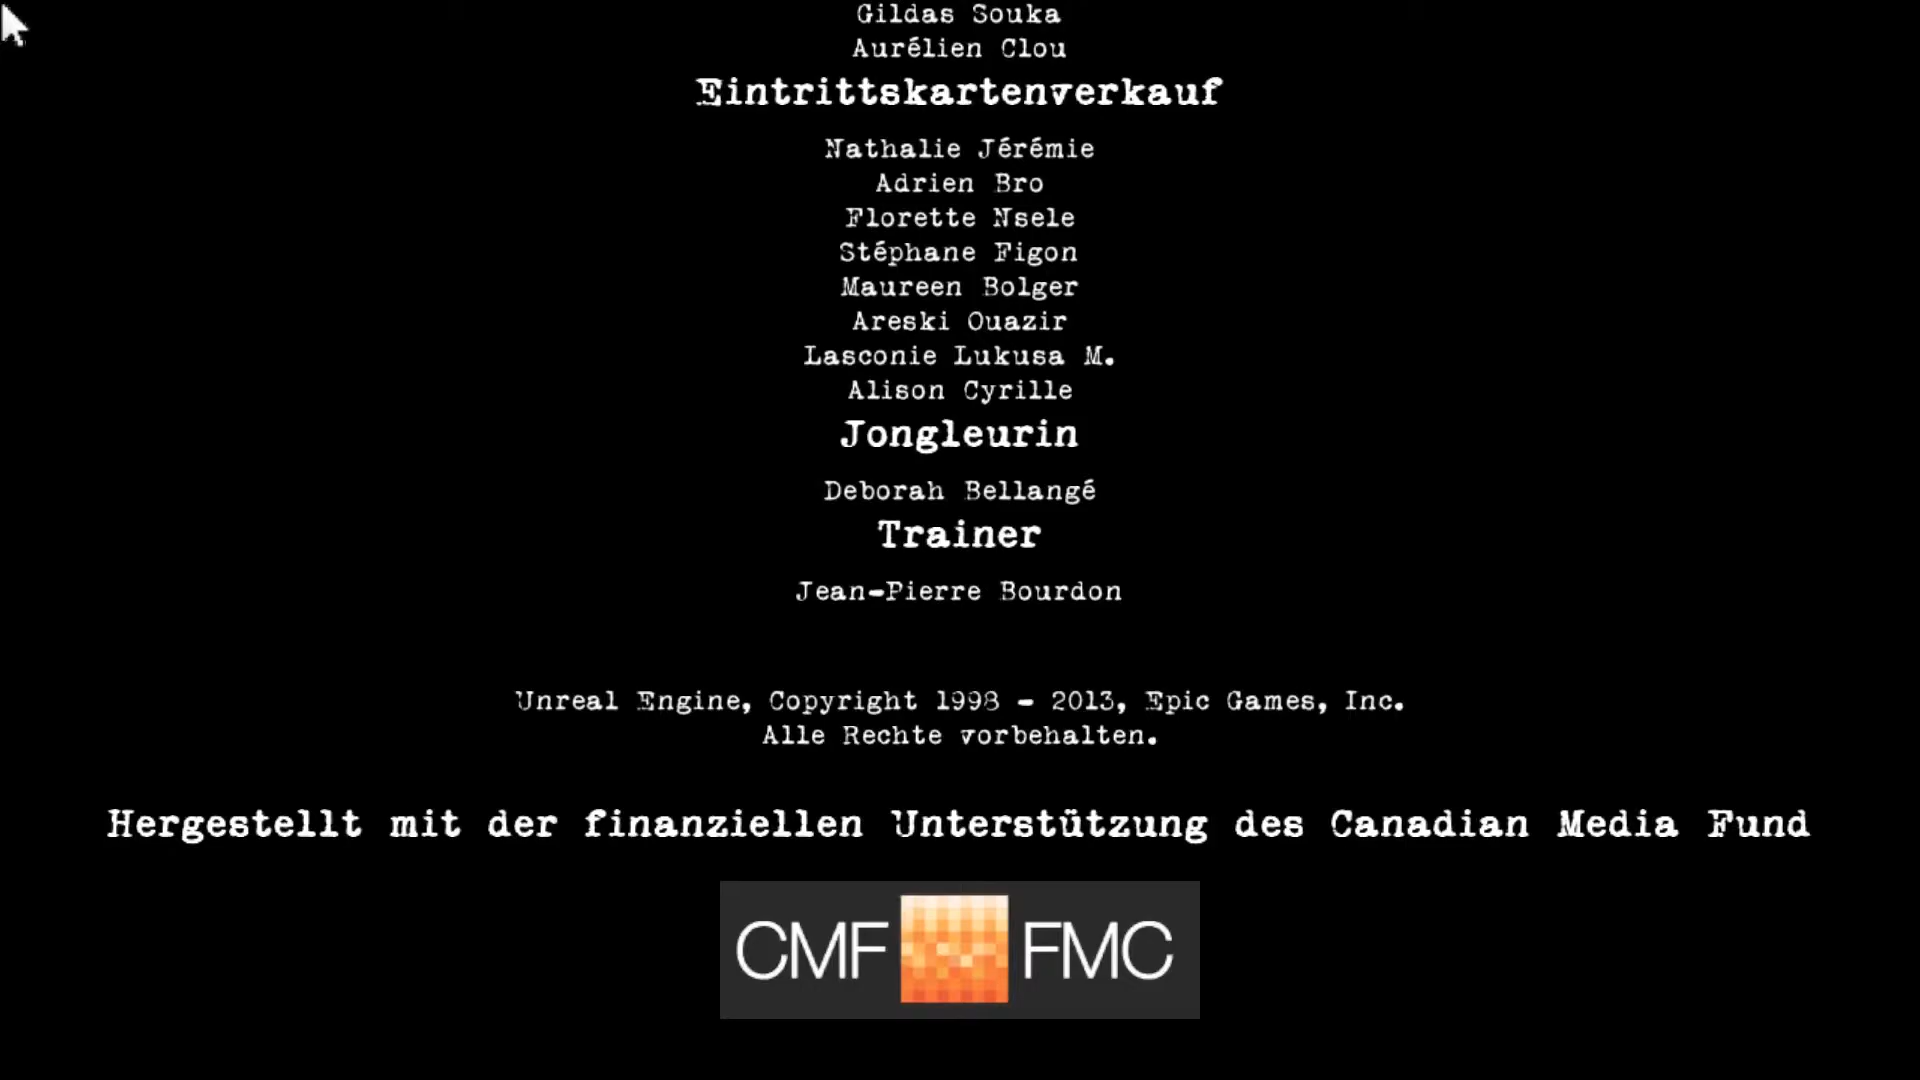 Gildas Souka
Aurélien Clou
Eintrittskartenverkauf
Nathalie Jérémie
Adrien Bro
Florette Nsele
Stéphane Figon
Maureen Bolger
Areski Ouazir
Lasconie Lukusa M.
Alison Cyrille
Jongleurin
Deborah Bellangé
Trainer
Jean-Pierre Bourdon
Unreal Engine, Copyright 1998 - 2013, Epic Games, Inc.
Alle Rechte vorbehalten.
Hergestellt mit der finanziellen Unterstützung des Canadian Media Fund
CMF FMC